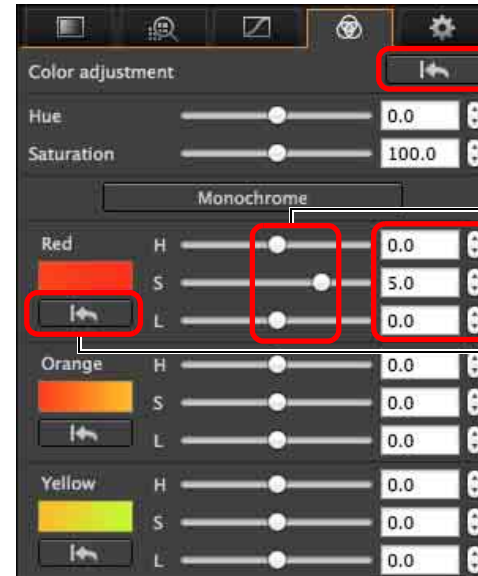 Color adjustment
Hue 0.0
Saturation 100.0
Monochrome
Red H 0.0
S 5.0
L 0.0
Orange H 0.0
S 0.0
L 0.0
Yellow H 0.0
S 0.0
L 0.0